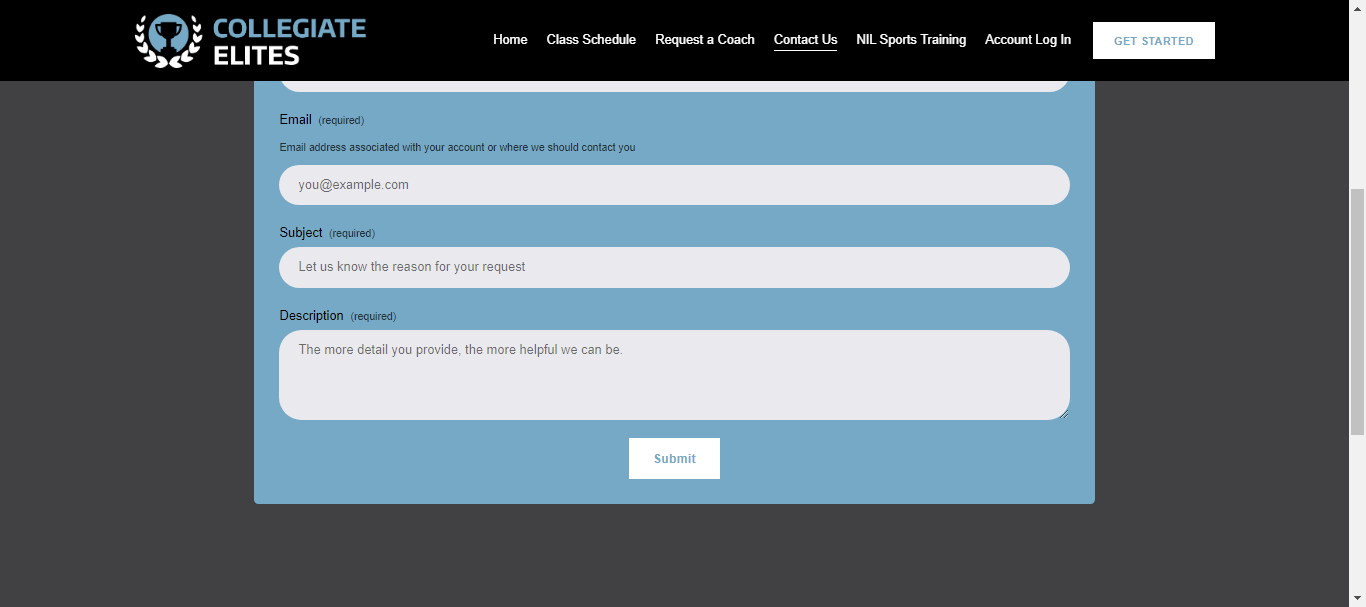 COLLEGIATE
ELITES
Home Class Schedule Request a Coach Contact Us NIL Sports Training Account Log In GET STARTED
Email (required)
Email address associated with your account or where we should contact you
you@example.com
Subject (required)
Let us know the reason for your request
Description (required)
The more detail you provide, the more helpful we can be.
Submit